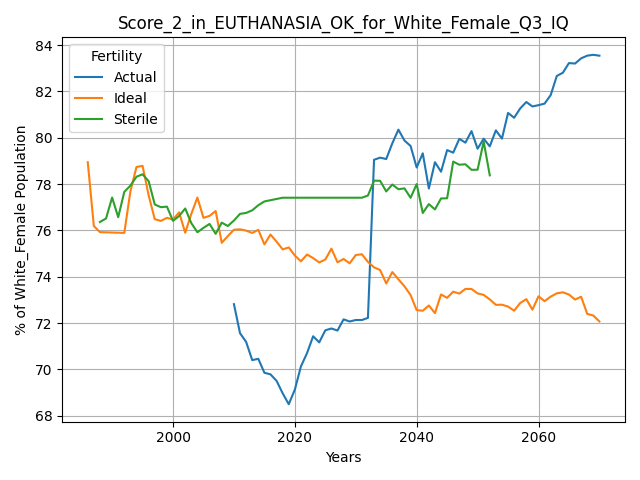 Score_2_in_EUTHANASIA_OK_for_White_Female_Q3_IQ
% of White_Female Population
84
82
80
78
76
74
72
70
68
Fertility
Actual
Ideal
Sterile
2000
2020
2040
2060
Years